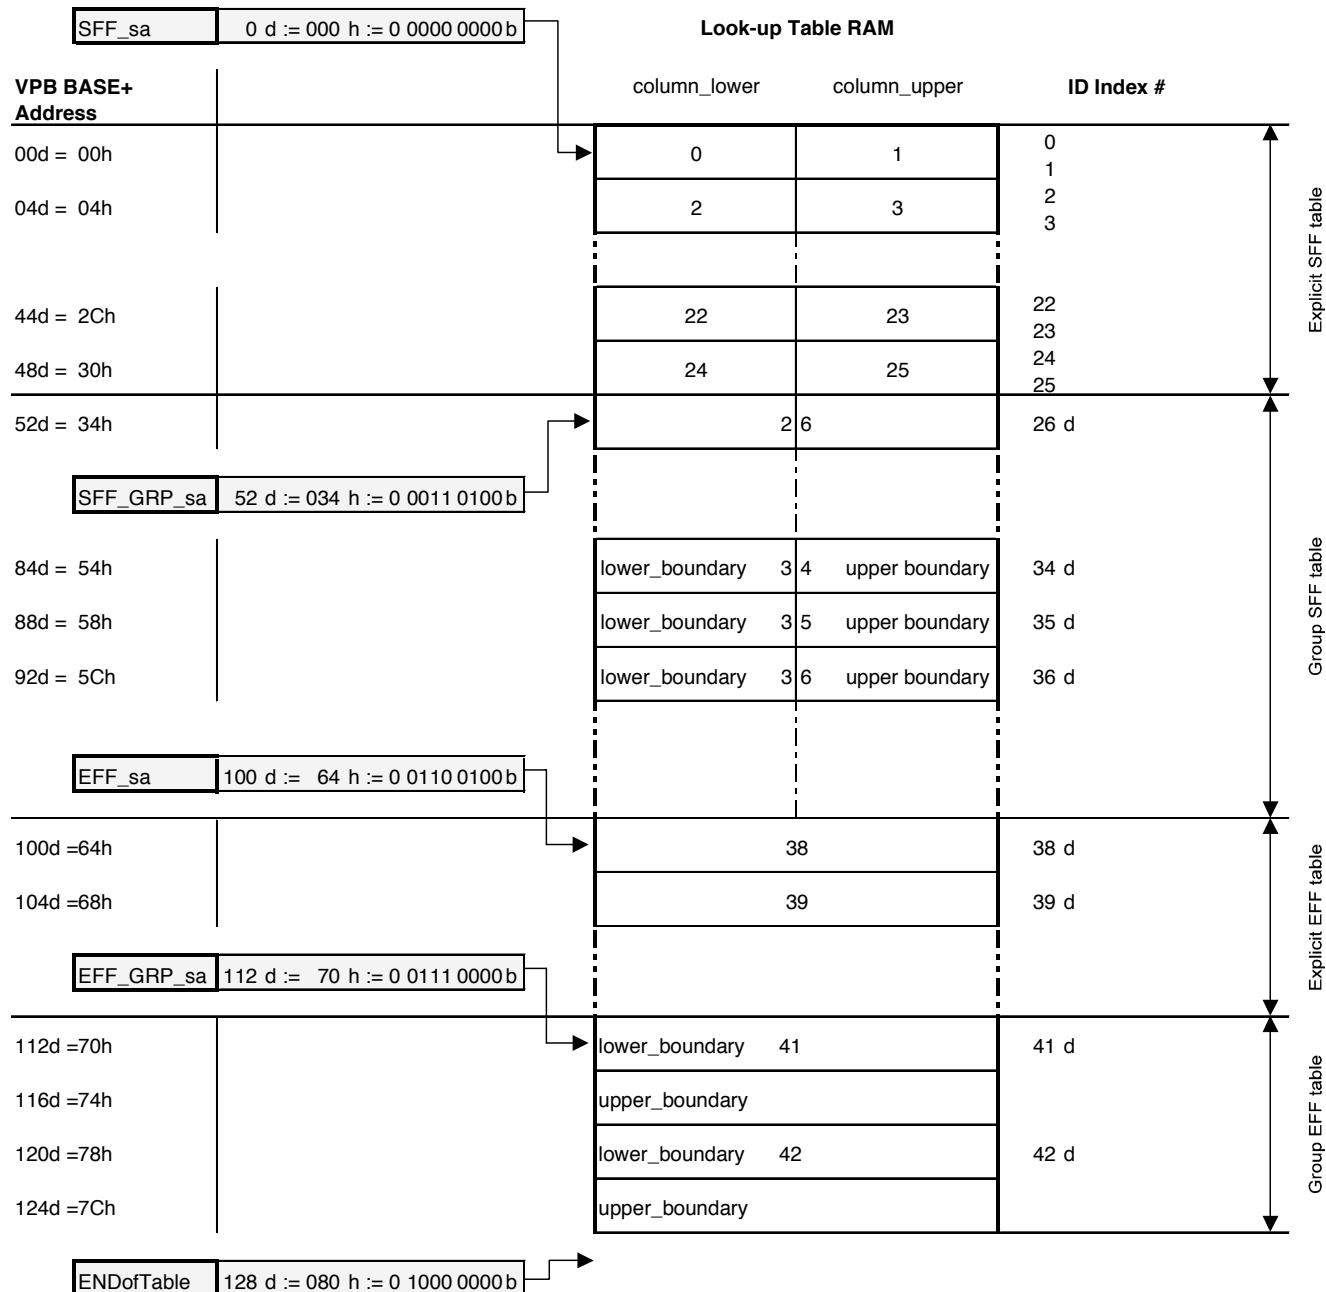 SFF_sa 0 d := 000 h := 0 0000 0000 b
Look-up Table RAM
VPB BASE+
Address
column_lower column_upper ID Index #
00d = 00h 0 1 0
1
04d = 04h 2 3 2
3
Explicit SFF table
44d = 2Ch 22 23 22
23
48d = 30h 24 25 24
25
52d = 34h 2 6 26 d
SFF_GRP_sa 52 d := 034 h := 0 0011 0100 b
Group SFF table
84d = 54h lower_boundary 3 4 upper boundary 34 d
88d = 58h lower_boundary 3 5 upper boundary 35 d
92d = 5Ch lower_boundary 3 6 upper boundary 36 d
EFF_sa 100 d := 64 h := 0 0110 0100 b
100d =64h 38 38 d
104d =68h 39 39 d
Explicit EFF table
EFF_GRP_sa 112 d := 70 h := 0 0111 0000 b
112d =70h lower_boundary 41 41 d
116d =74h upper_boundary
Group EFF table
120d =78h lower_boundary 42 42 d
124d =7Ch upper_boundary
ENDofTable 128 d := 080 h := 0 1000 0000 b